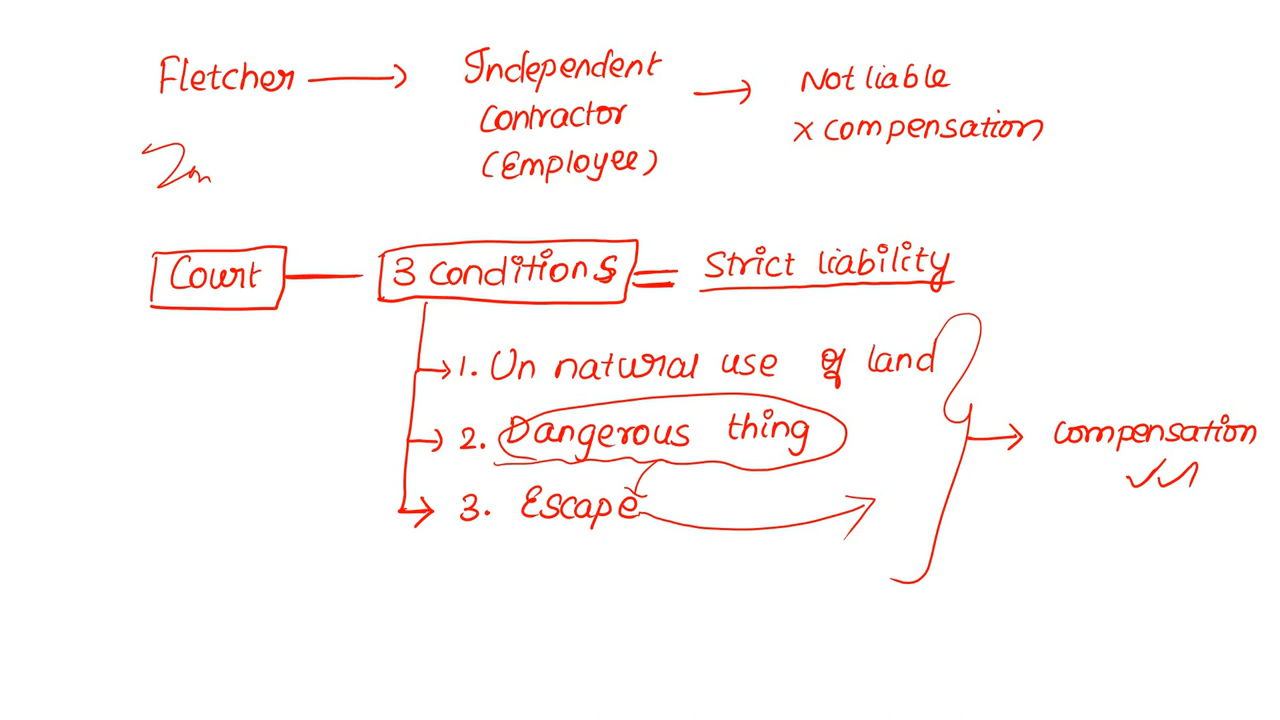 Fletcher → Independent → Not liable
contractor × compensation
(Employee)
Court — 3 conditions = Strict liability
→ 1. Un natural use of land
→ 2. Dangerous thing
→ compensation
→ 3. Escape